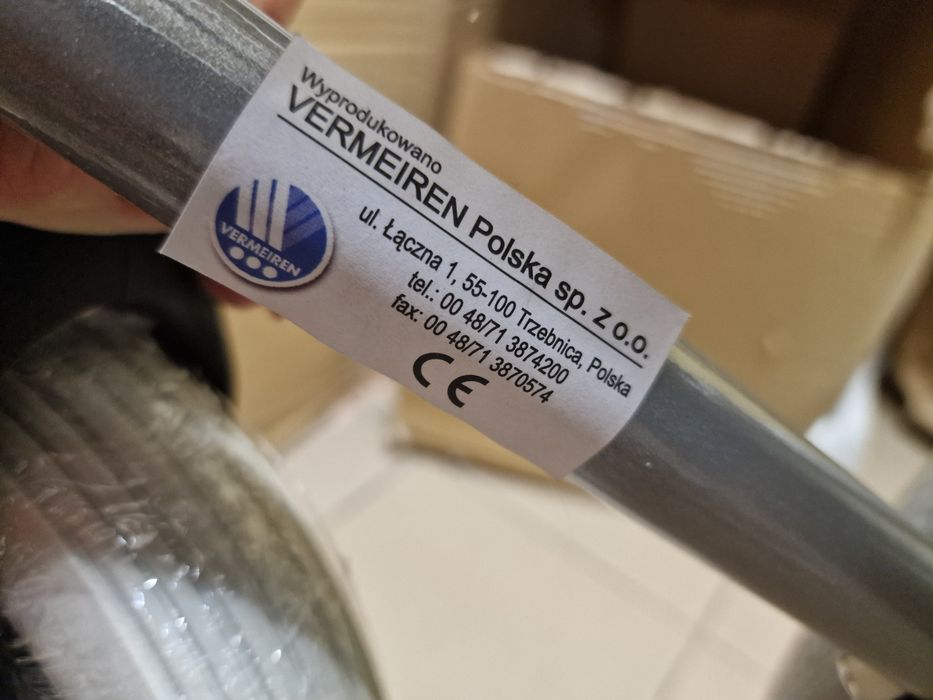 Wyprodukowano
VERMEIREN Polska sp. z o.o.
VERMEIREN
ul. Łączna 1, 55-100 Trzebnica, Polska
tel.: 00 48/71 3874200
fax: 00 48/71 3870574
CE